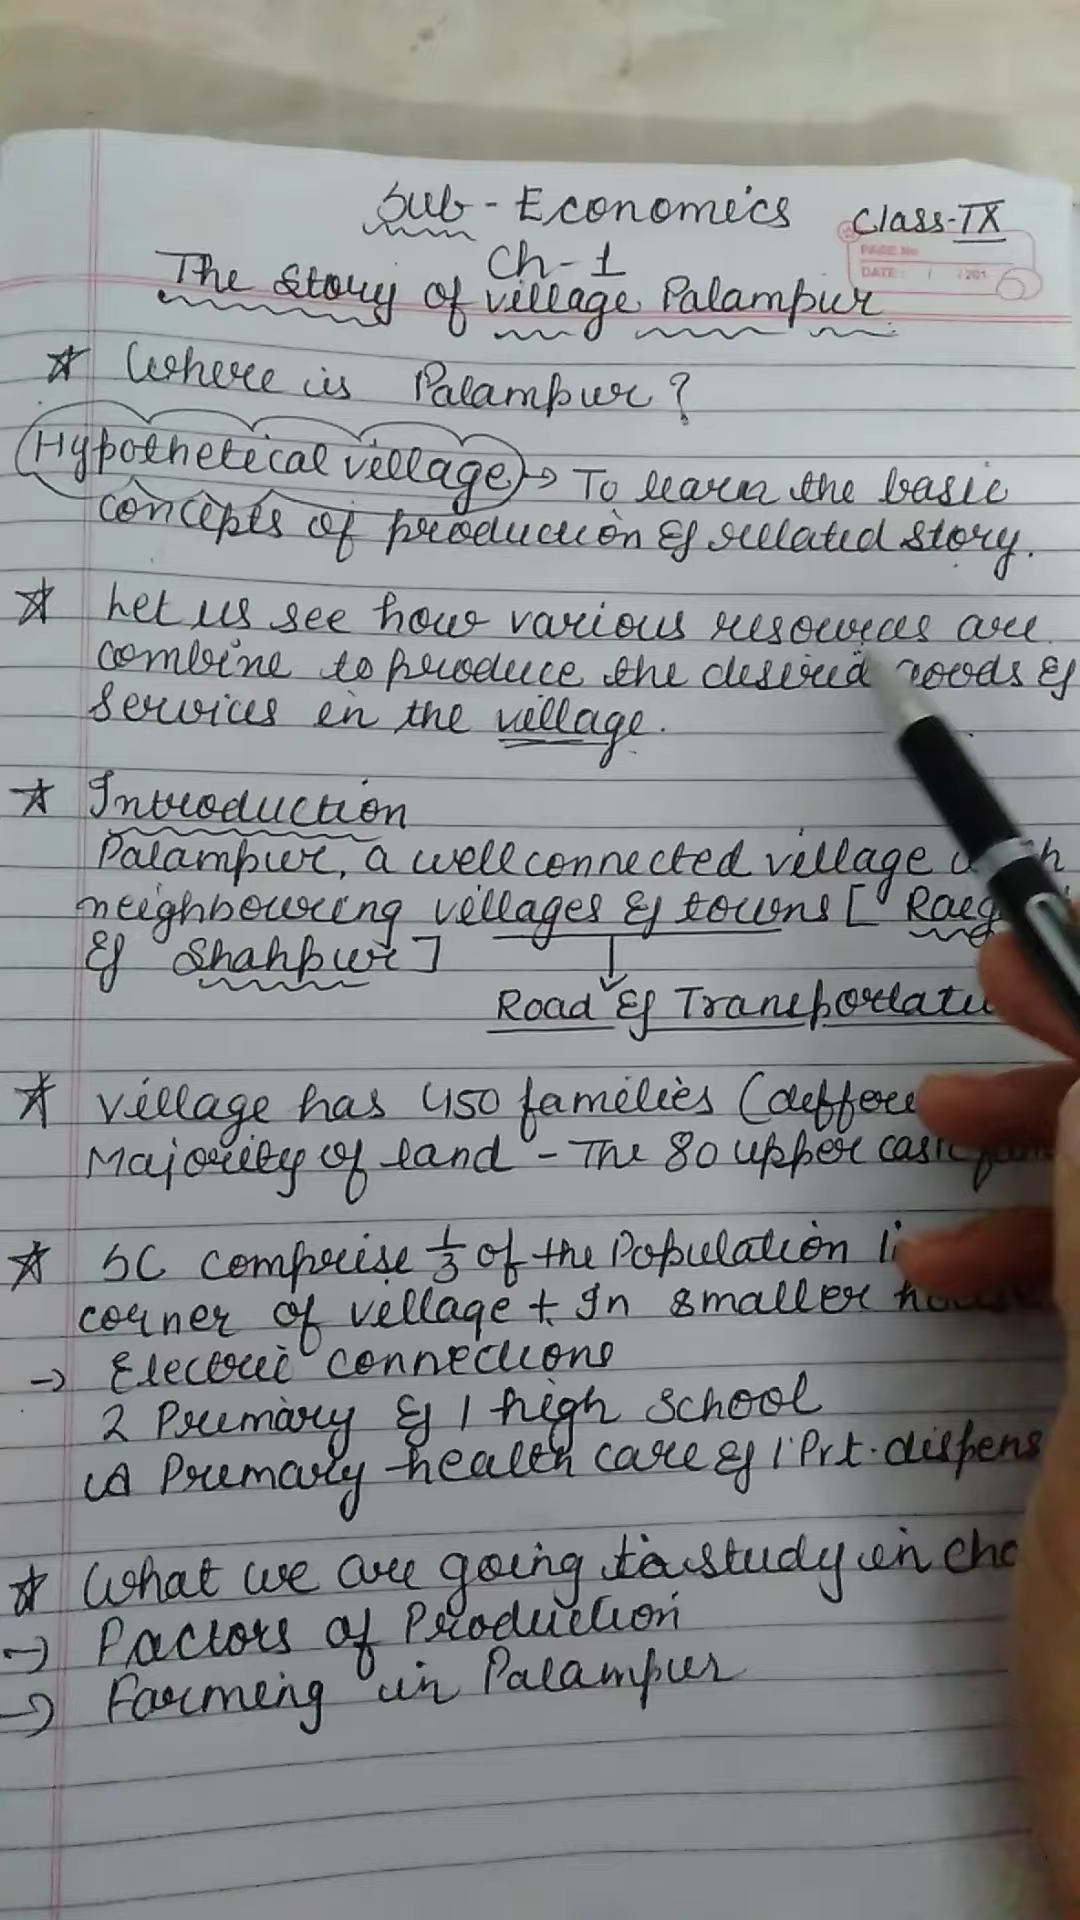 Sub - Economics
Class-IX
PAGE No
DATE : / /201
Ch-1
The Story of village Palampur
Where is Palampur?
Hypothetical village → To learn the basic
concepts of production & related story.
Let us see how various resources are
combine to produce the desired goods &
services in the village.
Introduction
Palampur, a well connected village
neighbouring villages & towns [
& Shahpur]
Road &
village has 450 families (
Majority of land - The 80 upper
SC comprise 1/3 of the Population
corner of village + In smaller
→ Electric connections
2 Primary & 1 high school
A Primary health care & 1 Prt.
What we are going to study in
→ Factors of Production
→ Farming in Palampur